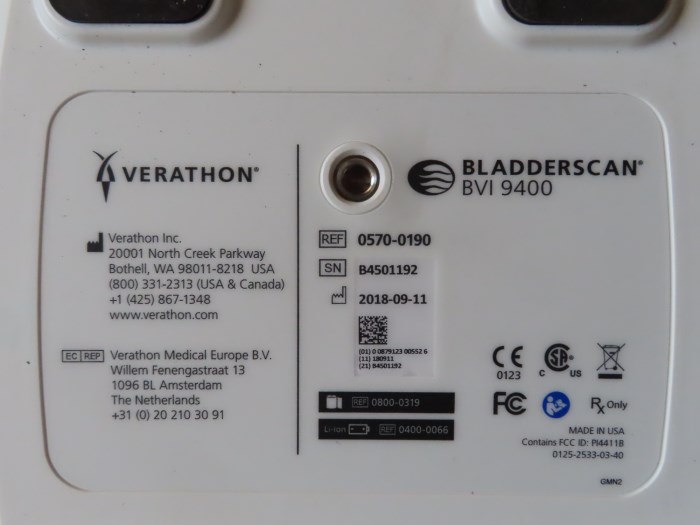 VERATHON®
Verathon Inc.
20001 North Creek Parkway
Bothell, WA 98011-8218 USA
(800) 331-2313 (USA & Canada)
+1 (425) 867-1348
www.verathon.com
EC REP Verathon Medical Europe B.V.
Willem Fenengastraat 13
1096 BL Amsterdam
The Netherlands
+31 (0) 20 210 30 91
BLADDERSCAN®
BVI 9400
REF 0570-0190
SN B4501192
2018-09-11
(01) 0 0879123 00552 6
(11) 180911
(21) B4501192
REF 0800-0319
Li-ion REF 0400-0066
CE 0123
C SA US
FC
Rx Only
MADE IN USA
Contains FCC ID: PI4411B
0125-2533-03-40
GMN2